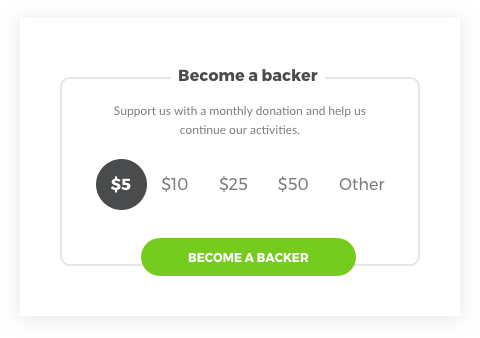 Become a backer
Support us with a monthly donation and help us
continue our activities.
$5 $10 $25 $50 Other
BECOME A BACKER